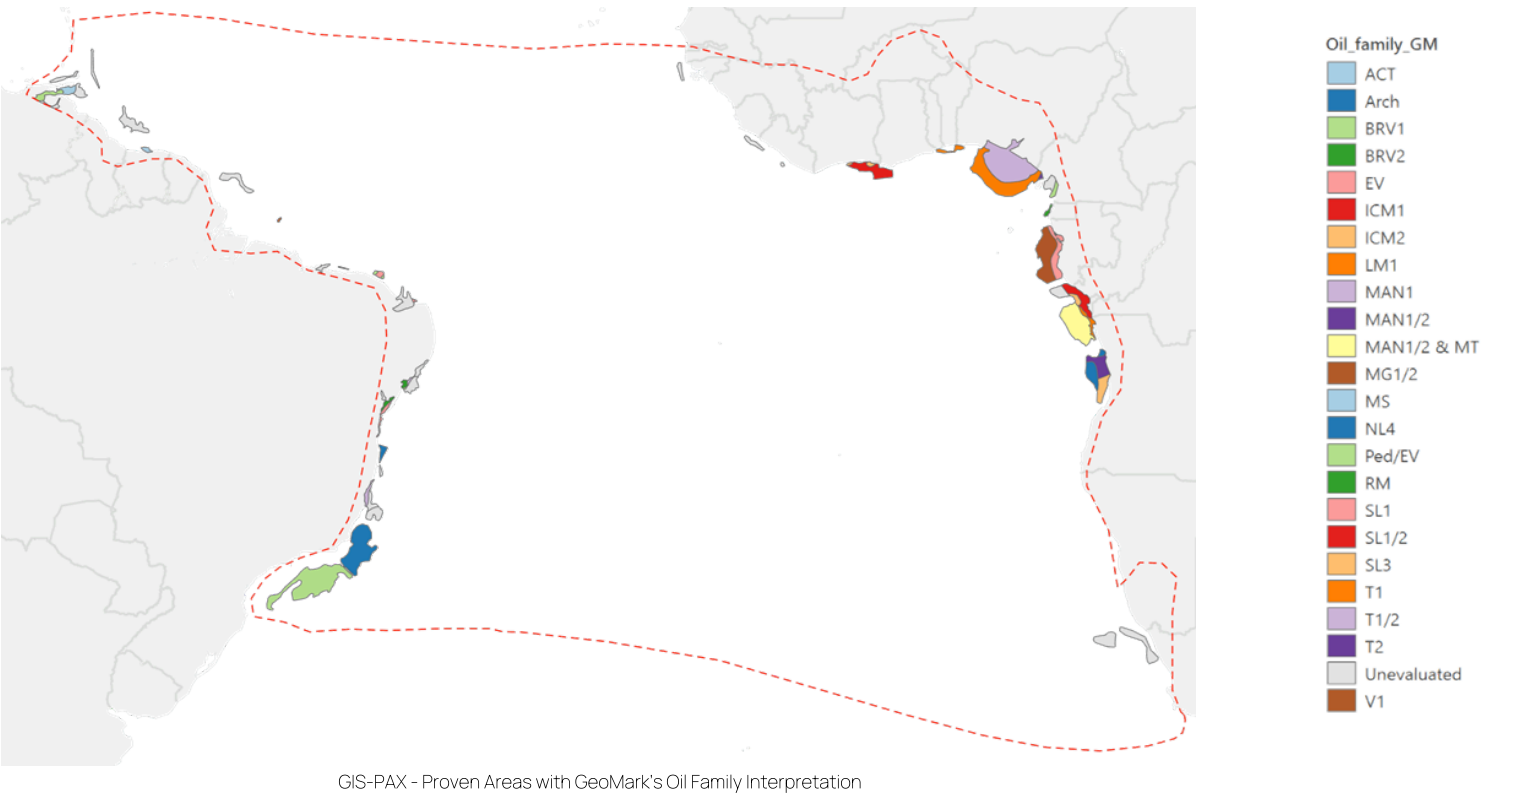 Oil_family_GM
ACT
Arch
BRV1
BRV2
EV
ICM1
ICM2
LM1
MAN1
MAN1/2
MAN1/2 & MT
MG1/2
MS
NL4
Ped/EV
RM
SL1
SL1/2
SL3
T1
T1/2
T2
Unevaluated
V1
GIS-PAX - Proven Areas with GeoMark's Oil Family Interpretation